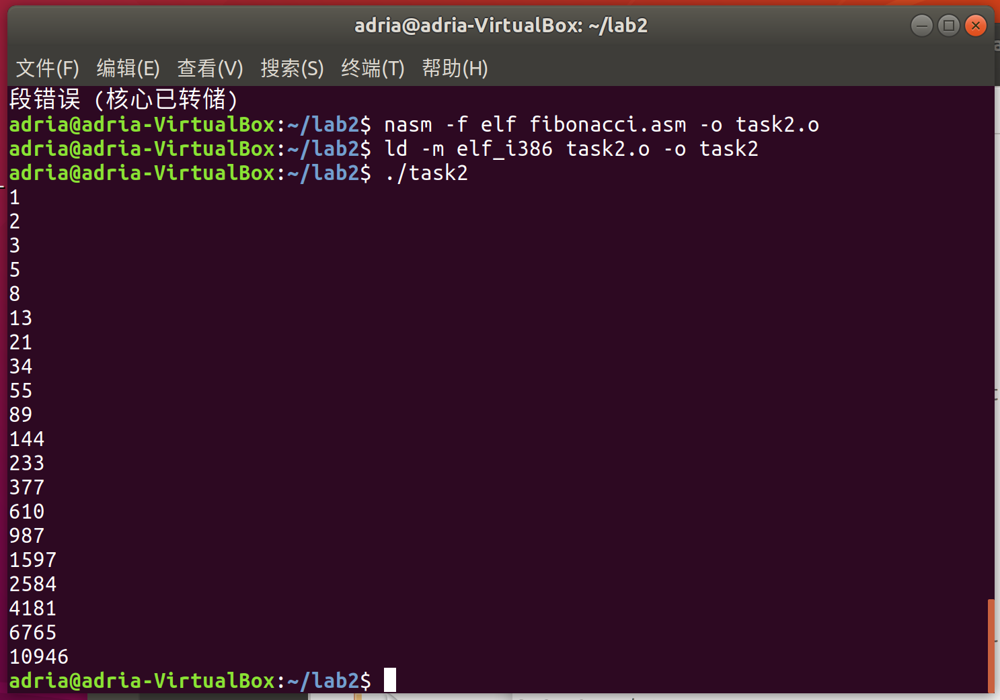 adria@adria-VirtualBox: ~/lab2
文件(F) 编辑(E) 查看(V) 搜索(S) 终端(T) 帮助(H)
段错误 (核心已转储)
adria@adria-VirtualBox:~/lab2$ nasm -f elf fibonacci.asm -o task2.o
adria@adria-VirtualBox:~/lab2$ ld -m elf_i386 task2.o -o task2
adria@adria-VirtualBox:~/lab2$ ./task2
1
2
3
5
8
13
21
34
55
89
144
233
377
610
987
1597
2584
4181
6765
10946
adria@adria-VirtualBox:~/lab2$